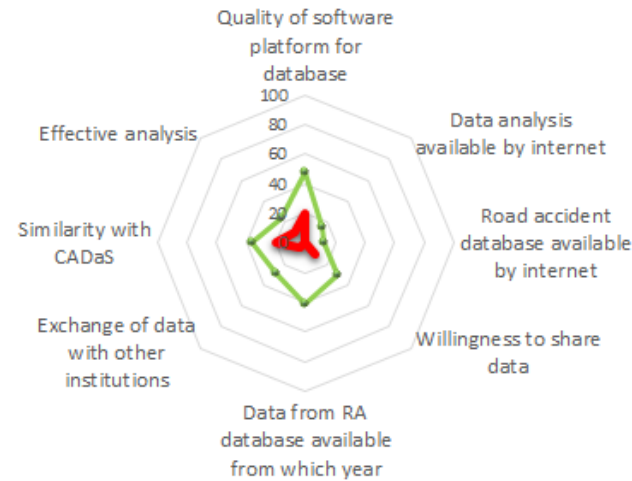 Quality of software
platform for
database
100
80
60
40
20
0
Data analysis
available by internet
Road accident
database available
by internet
Willingness to share
data
Data from RA
database available
from which year
Exchange of data
with other
institutions
Similarity with
CADaS
Effective analysis